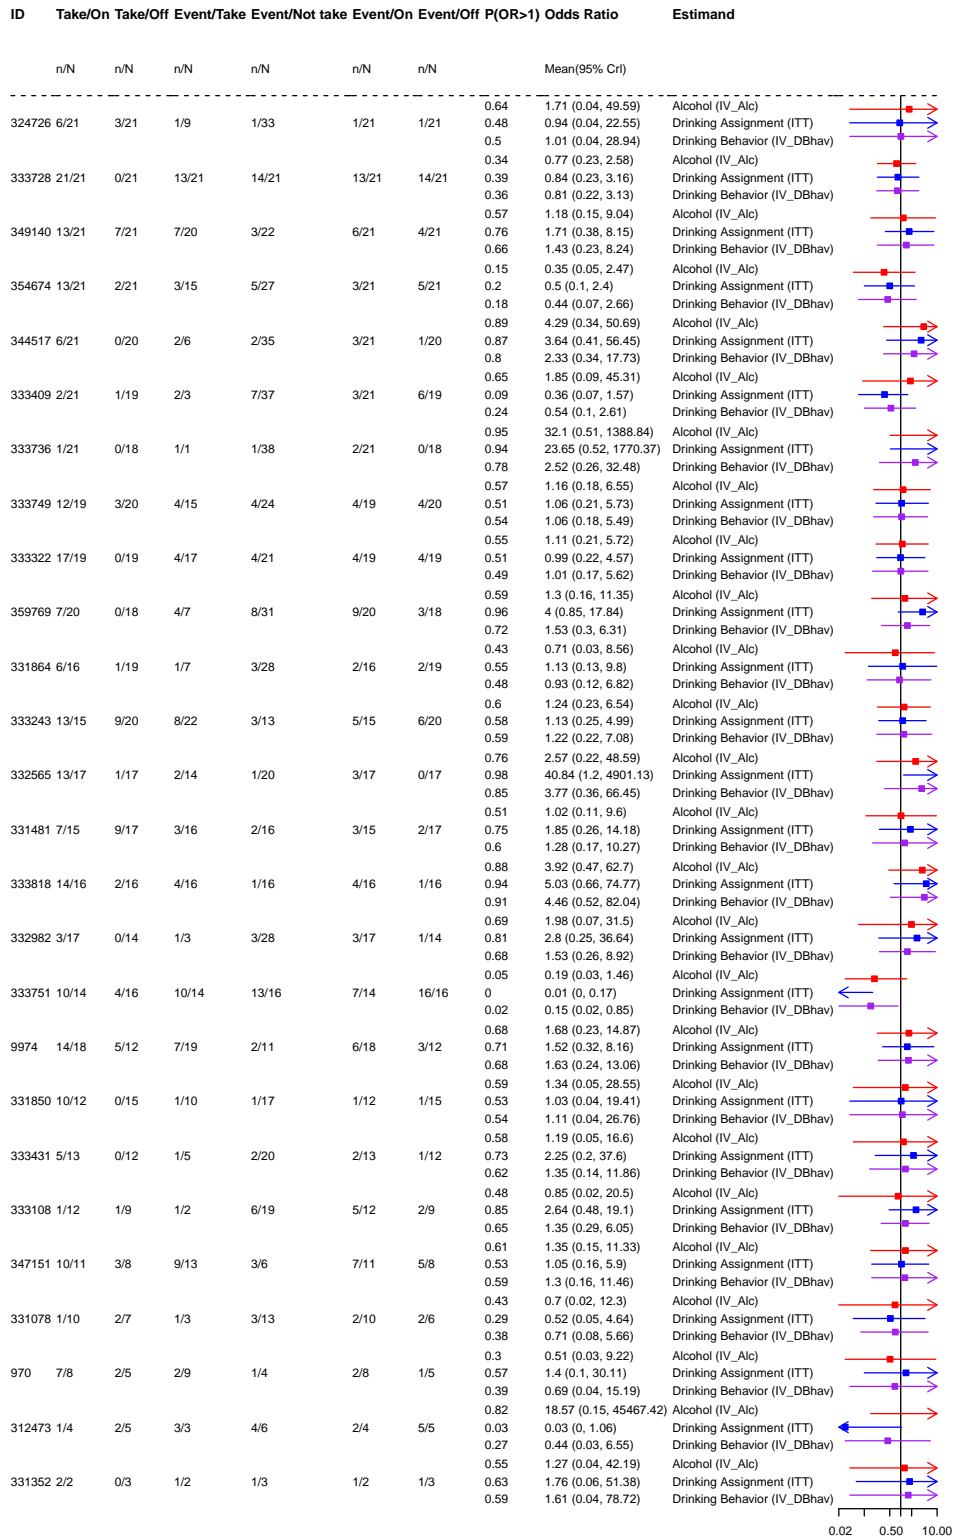 ID Take/On Take/Off Event/Take Event/Not take Event/On Event/Off P(OR>1) Odds Ratio Estimand
n/N n/N n/N n/N n/N n/N Mean(95% CrI)
0.64 1.71 (0.04, 49.59) Alcohol (IV_Alc)
324726 6/21 3/21 1/9 1/33 1/21 1/21 0.48 0.94 (0.04, 22.55) Drinking Assignment (ITT)
0.5 1.01 (0.04, 28.94) Drinking Behavior (IV_DBhav)
0.34 0.77 (0.23, 2.58) Alcohol (IV_Alc)
333728 21/21 0/21 13/21 14/21 13/21 14/21 0.39 0.84 (0.23, 3.16) Drinking Assignment (ITT)
0.36 0.81 (0.22, 3.13) Drinking Behavior (IV_DBhav)
0.57 1.18 (0.15, 9.04) Alcohol (IV_Alc)
349140 13/21 7/21 7/20 3/22 6/21 4/21 0.76 1.71 (0.38, 8.15) Drinking Assignment (ITT)
0.66 1.43 (0.23, 8.24) Drinking Behavior (IV_DBhav)
0.15 0.35 (0.05, 2.47) Alcohol (IV_Alc)
354674 13/21 2/21 3/15 5/27 3/21 5/21 0.2 0.5 (0.1, 2.4) Drinking Assignment (ITT)
0.18 0.44 (0.07, 2.66) Drinking Behavior (IV_DBhav)
0.89 4.29 (0.34, 50.69) Alcohol (IV_Alc)
344517 6/21 0/20 2/6 2/35 3/21 1/20 0.87 3.64 (0.41, 56.45) Drinking Assignment (ITT)
0.8 2.33 (0.34, 17.73) Drinking Behavior (IV_DBhav)
0.65 1.85 (0.09, 45.31) Alcohol (IV_Alc)
333409 2/21 1/19 2/3 7/37 3/21 6/19 0.09 0.36 (0.07, 1.57) Drinking Assignment (ITT)
0.24 0.54 (0.1, 2.61) Drinking Behavior (IV_DBhav)
0.95 32.1 (0.51, 1388.84) Alcohol (IV_Alc)
333736 1/21 0/18 1/1 1/38 2/21 0/18 0.94 23.65 (0.52, 1770.37) Drinking Assignment (ITT)
0.78 2.52 (0.26, 32.48) Drinking Behavior (IV_DBhav)
0.57 1.16 (0.18, 6.55) Alcohol (IV_Alc)
333749 12/19 3/20 4/15 4/24 4/19 4/20 0.51 1.06 (0.21, 5.73) Drinking Assignment (ITT)
0.54 1.06 (0.18, 5.49) Drinking Behavior (IV_DBhav)
0.55 1.11 (0.21, 5.72) Alcohol (IV_Alc)
333322 17/19 0/19 4/17 4/21 4/19 4/19 0.51 0.99 (0.22, 4.57) Drinking Assignment (ITT)
0.49 1.01 (0.17, 5.62) Drinking Behavior (IV_DBhav)
0.59 1.3 (0.16, 11.35) Alcohol (IV_Alc)
359769 7/20 0/18 4/7 8/31 9/20 3/18 0.96 4 (0.85, 17.84) Drinking Assignment (ITT)
0.72 1.53 (0.3, 6.31) Drinking Behavior (IV_DBhav)
0.43 0.71 (0.03, 8.56) Alcohol (IV_Alc)
331864 6/16 1/19 1/7 3/28 2/16 2/19 0.55 1.13 (0.13, 9.8) Drinking Assignment (ITT)
0.48 0.93 (0.12, 6.82) Drinking Behavior (IV_DBhav)
0.6 1.24 (0.23, 6.54) Alcohol (IV_Alc)
333243 13/15 9/20 8/22 3/13 5/15 6/20 0.58 1.13 (0.25, 4.99) Drinking Assignment (ITT)
0.59 1.22 (0.22, 7.08) Drinking Behavior (IV_DBhav)
0.76 2.57 (0.22, 48.59) Alcohol (IV_Alc)
332565 13/17 1/17 2/14 1/20 3/17 0/17 0.98 40.84 (1.2, 4901.13) Drinking Assignment (ITT)
0.85 3.77 (0.36, 66.45) Drinking Behavior (IV_DBhav)
0.51 1.02 (0.11, 9.6) Alcohol (IV_Alc)
331481 7/15 9/17 3/16 2/16 3/15 2/17 0.75 1.85 (0.26, 14.18) Drinking Assignment (ITT)
0.6 1.28 (0.17, 10.27) Drinking Behavior (IV_DBhav)
0.88 3.92 (0.47, 62.7) Alcohol (IV_Alc)
333818 14/16 2/16 4/16 1/16 4/16 1/16 0.94 5.03 (0.66, 74.77) Drinking Assignment (ITT)
0.91 4.46 (0.52, 82.04) Drinking Behavior (IV_DBhav)
0.69 1.98 (0.07, 31.5) Alcohol (IV_Alc)
332982 3/17 0/14 1/3 3/28 3/17 1/14 0.81 2.8 (0.25, 36.64) Drinking Assignment (ITT)
0.68 1.53 (0.26, 8.92) Drinking Behavior (IV_DBhav)
0.05 0.19 (0.03, 1.46) Alcohol (IV_Alc)
333751 10/14 4/16 10/14 13/16 7/14 16/16 0 0.01 (0, 0.17) Drinking Assignment (ITT)
0.02 0.15 (0.02, 0.85) Drinking Behavior (IV_DBhav)
0.68 1.68 (0.23, 14.87) Alcohol (IV_Alc)
9974 14/18 5/12 7/19 2/11 6/18 3/12 0.71 1.52 (0.32, 8.16) Drinking Assignment (ITT)
0.68 1.63 (0.24, 13.06) Drinking Behavior (IV_DBhav)
0.59 1.34 (0.05, 28.55) Alcohol (IV_Alc)
331850 10/12 0/15 1/10 1/17 1/12 1/15 0.53 1.03 (0.04, 19.41) Drinking Assignment (ITT)
0.54 1.11 (0.04, 26.76) Drinking Behavior (IV_DBhav)
0.58 1.19 (0.05, 16.6) Alcohol (IV_Alc)
333431 5/13 0/12 1/5 2/20 2/13 1/12 0.73 2.25 (0.2, 37.6) Drinking Assignment (ITT)
0.62 1.35 (0.14, 11.86) Drinking Behavior (IV_DBhav)
0.48 0.85 (0.02, 20.5) Alcohol (IV_Alc)
333108 1/12 1/9 1/2 6/19 5/12 2/9 0.85 2.64 (0.48, 19.1) Drinking Assignment (ITT)
0.65 1.35 (0.29, 6.05) Drinking Behavior (IV_DBhav)
0.61 1.35 (0.15, 11.33) Alcohol (IV_Alc)
347151 10/11 3/8 9/13 3/6 7/11 5/8 0.53 1.05 (0.16, 5.9) Drinking Assignment (ITT)
0.59 1.3 (0.16, 11.46) Drinking Behavior (IV_DBhav)
0.43 0.7 (0.02, 12.3) Alcohol (IV_Alc)
331078 1/10 2/7 1/3 3/13 2/10 2/6 0.29 0.52 (0.05, 4.64) Drinking Assignment (ITT)
0.38 0.71 (0.08, 5.66) Drinking Behavior (IV_DBhav)
0.3 0.51 (0.03, 9.22) Alcohol (IV_Alc)
970 7/8 2/5 2/9 1/4 2/8 1/5 0.57 1.4 (0.1, 30.11) Drinking Assignment (ITT)
0.39 0.69 (0.04, 15.19) Drinking Behavior (IV_DBhav)
0.82 18.57 (0.15, 45467.42) Alcohol (IV_Alc)
312473 1/4 2/5 3/3 4/6 2/4 5/5 0.03 0.03 (0, 1.06) Drinking Assignment (ITT)
0.27 0.44 (0.03, 6.55) Drinking Behavior (IV_DBhav)
0.55 1.27 (0.04, 42.19) Alcohol (IV_Alc)
331352 2/2 0/3 1/2 1/3 1/2 1/3 0.63 1.76 (0.06, 51.38) Drinking Assignment (ITT)
0.59 1.61 (0.04, 78.72) Drinking Behavior (IV_DBhav)
0.02 0.50 10.00